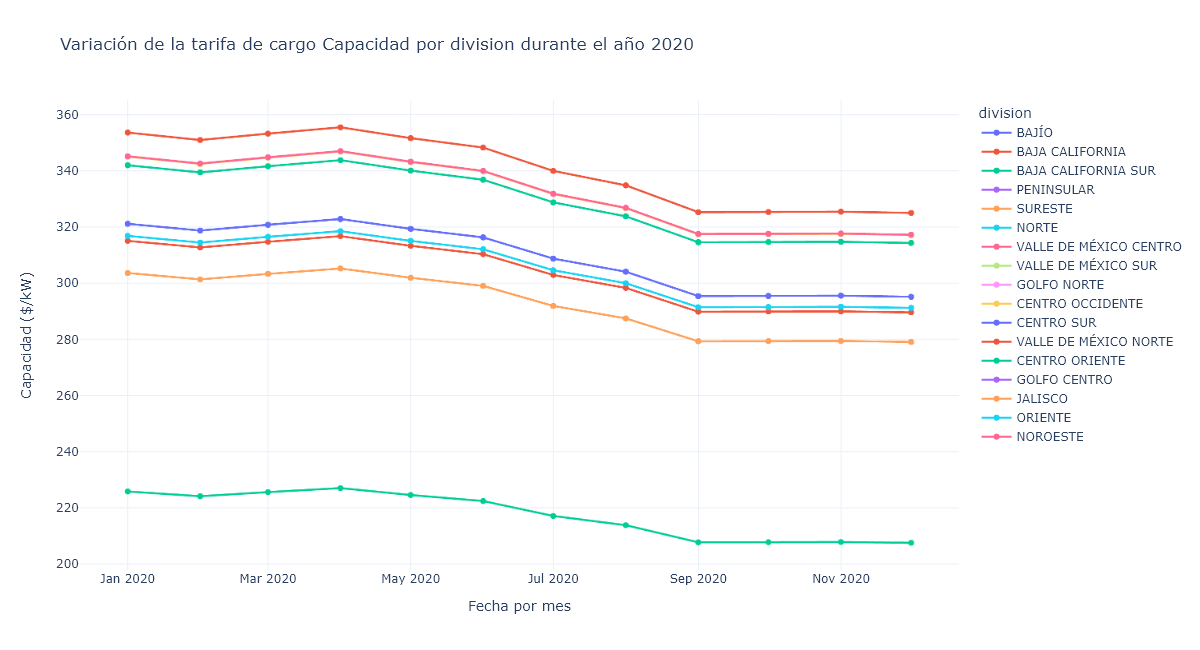 Variación de la tarifa de cargo Capacidad por division durante el año 2020
Capacidad ($/kW)
360
340
320
300
280
260
240
220
200
Jan 2020
Mar 2020
May 2020
Jul 2020
Sep 2020
Nov 2020
Fecha por mes
division
BAJÍO
BAJA CALIFORNIA
BAJA CALIFORNIA SUR
PENINSULAR
SURESTE
NORTE
VALLE DE MÉXICO CENTRO
VALLE DE MÉXICO SUR
GOLFO NORTE
CENTRO OCCIDENTE
CENTRO SUR
VALLE DE MÉXICO NORTE
CENTRO ORIENTE
GOLFO CENTRO
JALISCO
ORIENTE
NOROESTE